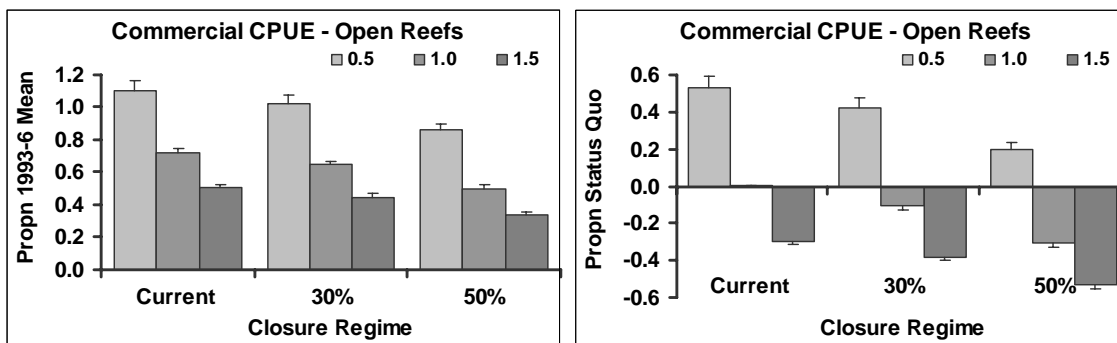 Commercial CPUE - Open Reefs
0.5 1.0 1.5
Propn 1993-6 Mean
1.2
1.0
0.8
0.6
0.4
0.2
0.0
Current 30% 50%
Closure Regime
Commercial CPUE - Open Reefs
0.5 1.0 1.5
Propn Status Quo
0.6
0.4
0.2
0.0
-0.2
-0.4
-0.6
Current 30% 50%
Closure Regime